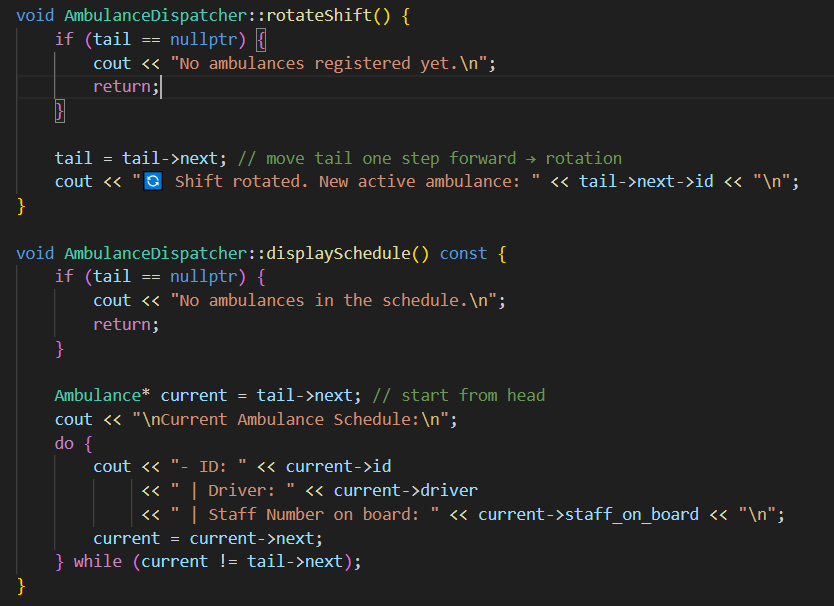 void AmbulanceDispatcher::rotateShift() {
    if (tail == nullptr) {
        cout << "No ambulances registered yet.\n";
        return;
    }

    tail = tail->next; // move tail one step forward → rotation
    cout << "🔄 Shift rotated. New active ambulance: " << tail->next->id << "\n";
}

void AmbulanceDispatcher::displaySchedule() const {
    if (tail == nullptr) {
        cout << "No ambulances in the schedule.\n";
        return;
    }

    Ambulance* current = tail->next; // start from head
    cout << "\nCurrent Ambulance Schedule:\n";
    do {
        cout << "- ID: " << current->id
             << " | Driver: " << current->driver
             << " | Staff Number on board: " << current->staff_on_board << "\n";
        current = current->next;
    } while (current != tail->next);
}